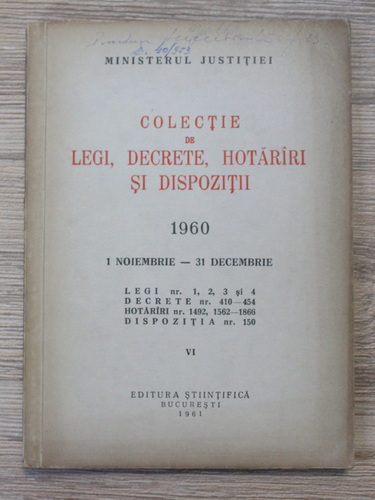 D. 40/953
MINISTERUL JUSTIȚIEI
COLECȚIE
DE
LEGI, DECRETE, HOTĂRÎRI
ȘI DISPOZIȚII
1960
1 NOIEMBRIE — 31 DECEMBRIE
LEGI nr. 1, 2, 3 și 4
DECRETE nr. 410—454
HOTĂRÎRI nr. 1492, 1562—1866
DISPOZIȚIA nr. 150
VI
EDITURA ȘTIINȚIFICĂ
BUCUREȘTI
1961